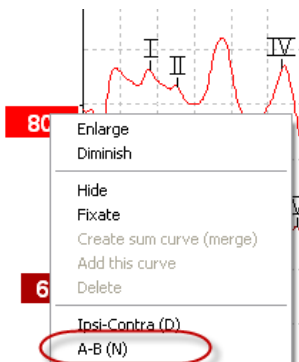 I
II
IV
80
Enlarge
Diminish
Hide
Fixate
Create sum curve (merge)
Add this curve
Delete
6
Ipsi-Contra (D)
A-B (N)